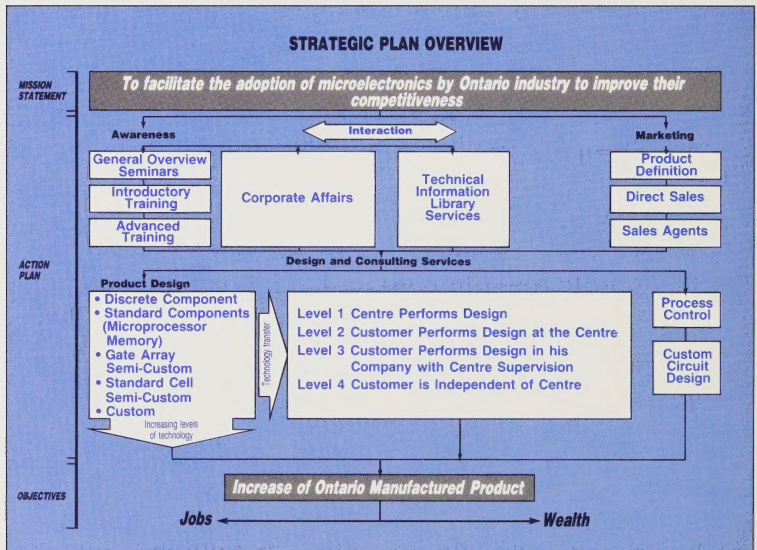 STRATEGIC PLAN OVERVIEW
MISSION
STATEMENT
To facilitate the adoption of microelectronics by Ontario industry to improve their
competitiveness
Awareness
Interaction
Marketing
General Overview
Seminars
Introductory
Training
Advanced
Training
Corporate Affairs
Technical
Information
Library
Services
Product
Definition
Direct Sales
Sales Agents
ACTION
PLAN
Design and Consulting Services
Product Design
• Discrete Component
• Standard Components
(Microprocessor
Memory)
• Gate Array
Semi-Custom
• Standard Cell
Semi-Custom
• Custom
Increasing levels
of technology
Technology transfer
Level 1 Centre Performs Design
Level 2 Customer Performs Design at the Centre
Level 3 Customer Performs Design in his
Company with Centre Supervision
Level 4 Customer is Independent of Centre
Process
Control
Custom
Circuit
Design
OBJECTIVES
Increase of Ontario Manufactured Product
Jobs
Wealth